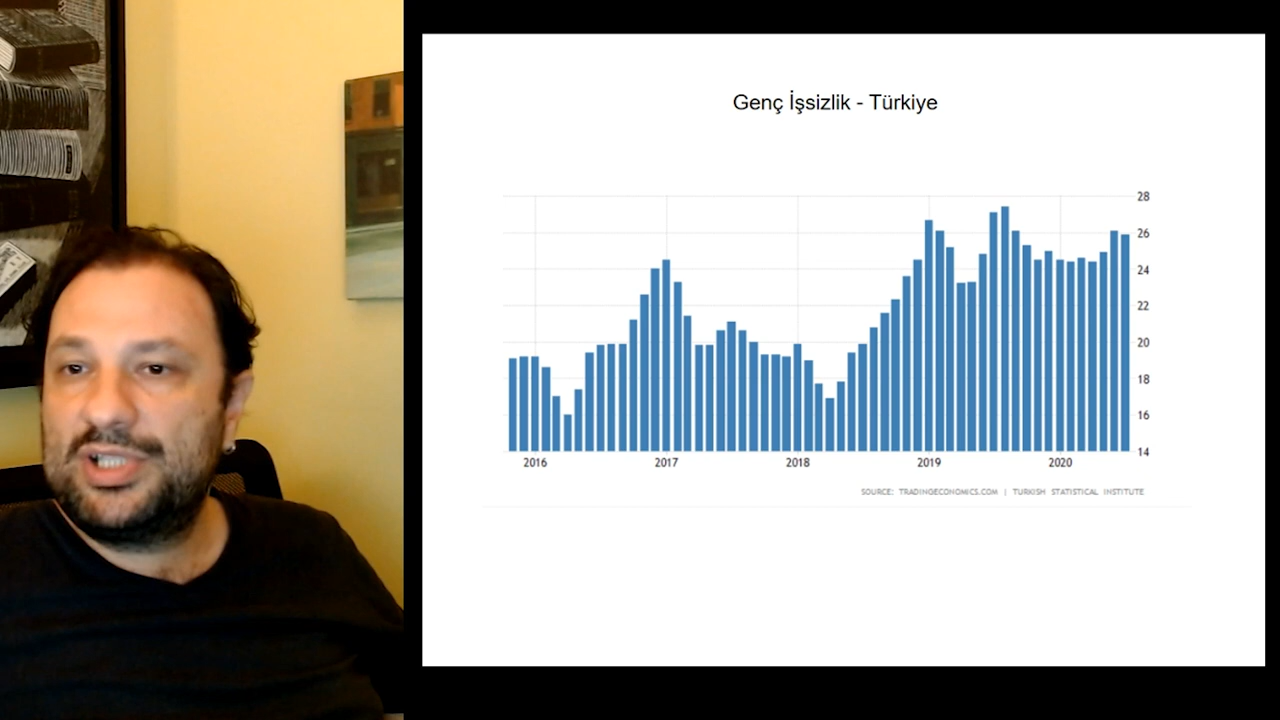 Genç İşsizlik - Türkiye
28
26
24
22
20
18
16
14
2016 2017 2018 2019 2020
SOURCE: TRADINGECONOMICS.COM | TURKISH STATISTICAL INSTITUTE